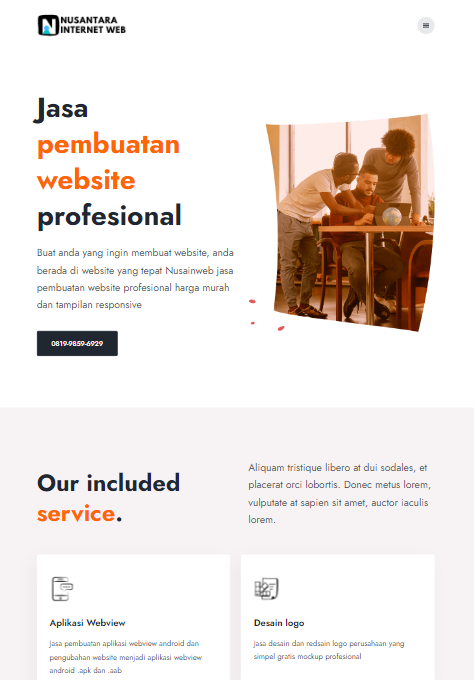 NUSANTARA
INTERNET WEB
Jasa
pembuatan
website
profesional
Buat anda yang ingin membuat website, anda
berada di website yang tepat Nusainweb jasa
pembuatan website profesional harga murah
dan tampilan responsive
0819-9859-6929
Our included
service.
Aliquam tristique libero at dui sodales, et
placerat orci lobortis. Donec metus lorem,
vulputate at sapien sit amet, auctor iaculis
lorem.
Aplikasi Webview
Jasa pembuatan aplikasi webview android dan
pengubahan website menjadi aplikasi webview
android .apk dan .aab
Desain logo
Jasa desain dan redsain logo perusahaan yang
simpel gratis mockup profesional